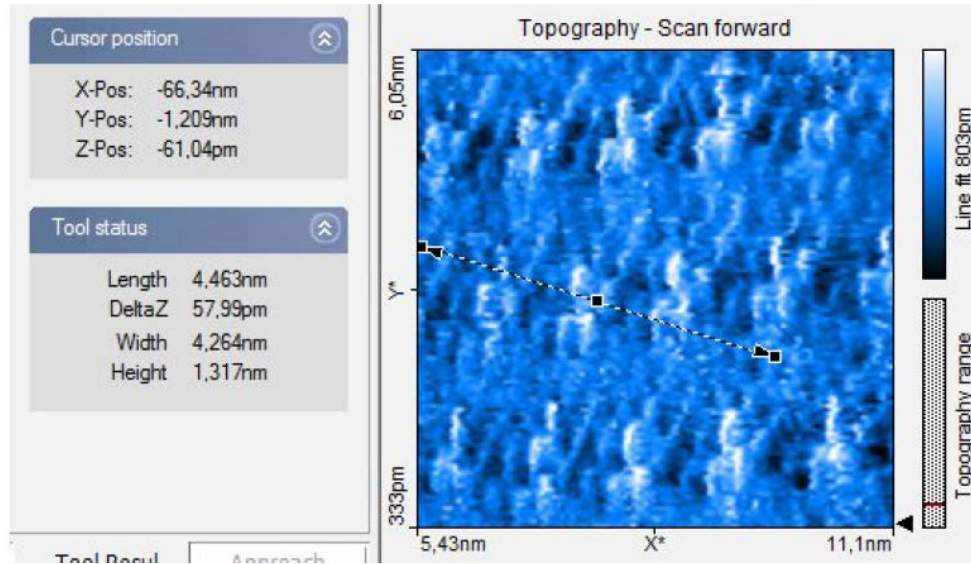 Cursor position
X-Pos: -66,34nm
Y-Pos: -1,209nm
Z-Pos: -61,04pm
Tool status
Length 4,463nm
DeltaZ 57,99pm
Width 4,264nm
Height 1,317nm
Approach
Topography - Scan forward
6,05nm
Y*
333pm
5,43nm X* 11,1nm
Line fit 803pm
Topography range